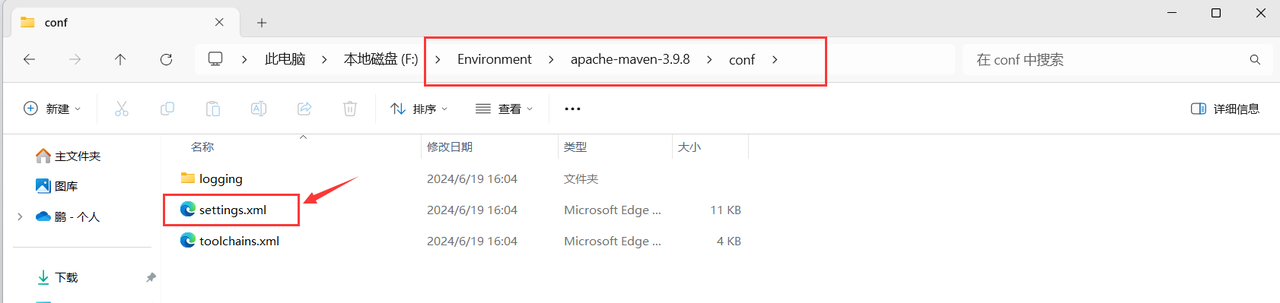 conf
此电脑 本地磁盘 (F:) Environment apache-maven-3.9.8 conf 在 conf 中搜索
新建 排序 查看 ••• 详细信息
名称 修改日期 类型 大小
主文件夹
图库
鹏 - 个人
下载
logging 2024/6/19 16:04 文件夹
settings.xml 2024/6/19 16:04 Microsoft Edge ... 11 KB
toolchains.xml 2024/6/19 16:04 Microsoft Edge ... 4 KB